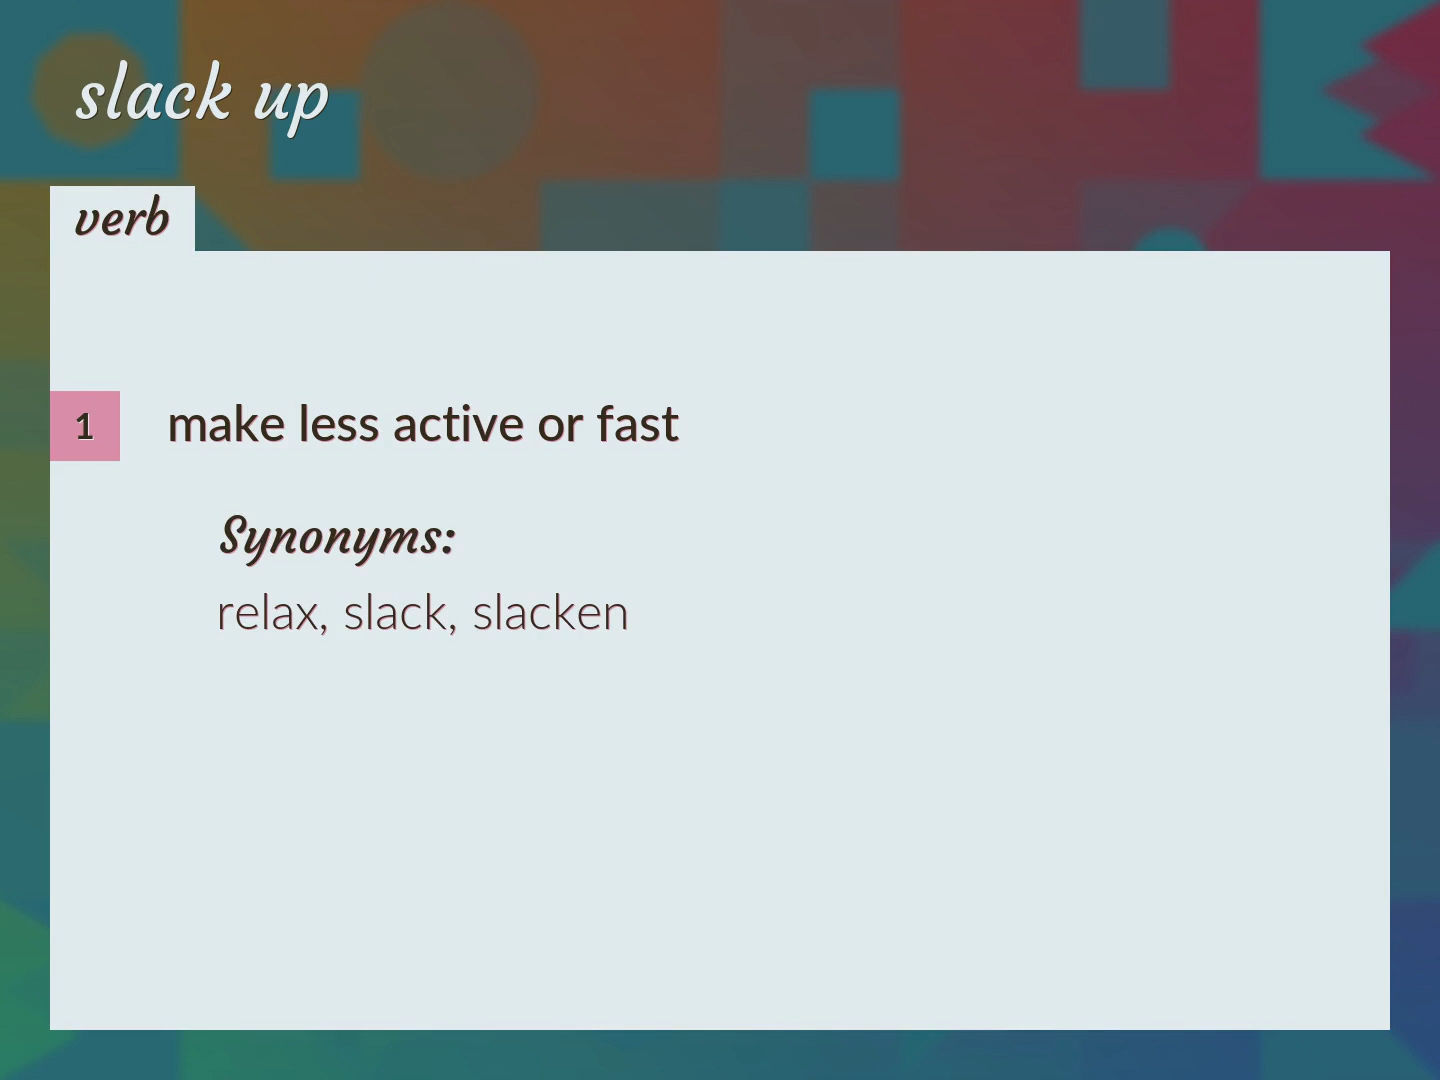 slack up
verb
1 make less active or fast
Synonyms:
relax, slack, slacken